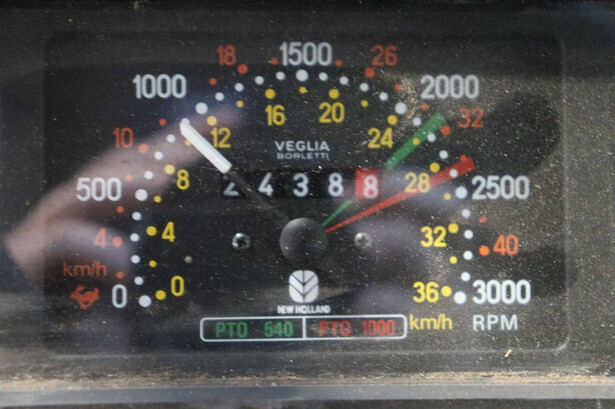 18 1500 26
1000 2000
16 20
10 12 24 32
VEGLIA
BORLETTI
8 28
500 2 4 3 8 8 2500
4 4 32 40
km/h
0 0 36 3000
NEW HOLLAND
km/h RPM
PTO 540 PTO 1000